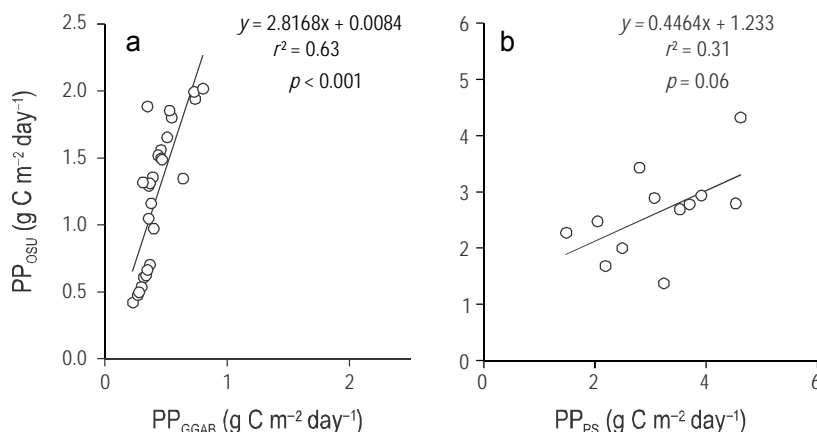 a
y = 2.8168x + 0.0084
r² = 0.63
p < 0.001
2.5
2.0
1.5
1.0
0.5
0.0
0
1
2
PP_OSU (g C m⁻² day⁻¹)
PP_GGAB (g C m⁻² day⁻¹)
b
y = 0.4464x + 1.233
r² = 0.31
p = 0.06
6
5
4
3
2
1
0
0
2
4
6
PP_PS (g C m⁻² day⁻¹)